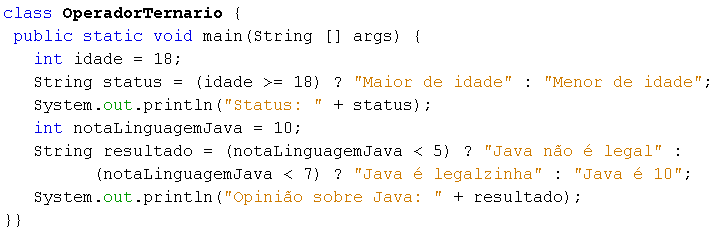 class OperadorTernario {
public static void main(String [] args) {
int idade = 18;
String status = (idade >= 18) ? "Maior de idade" : "Menor de idade";
System.out.println("Status: " + status);
int notaLinguagemJava = 10;
String resultado = (notaLinguagemJava < 5) ? "Java não é legal" :
(notaLinguagemJava < 7) ? "Java é legalzinha" : "Java é 10";
System.out.println("Opinião sobre Java: " + resultado);
}}